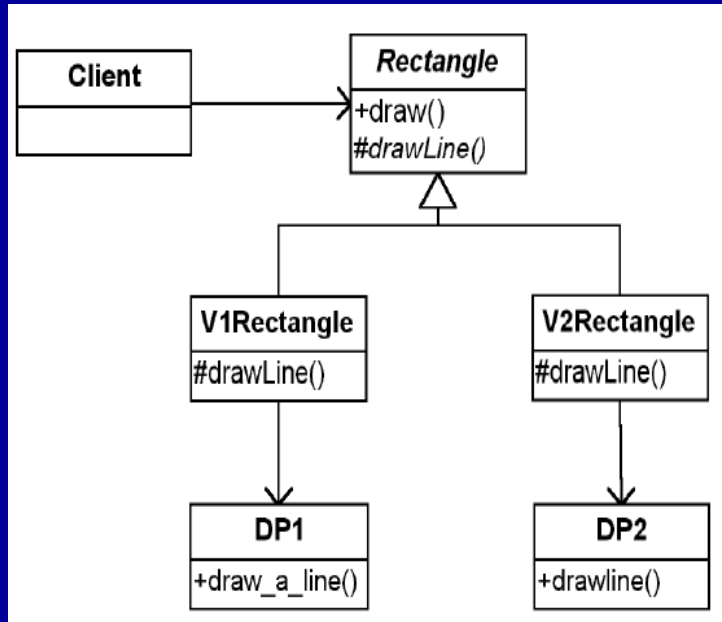 Client
Rectangle
+draw()
#drawLine()
V1Rectangle
#drawLine()
V2Rectangle
#drawLine()
DP1
+draw_a_line()
DP2
+drawline()